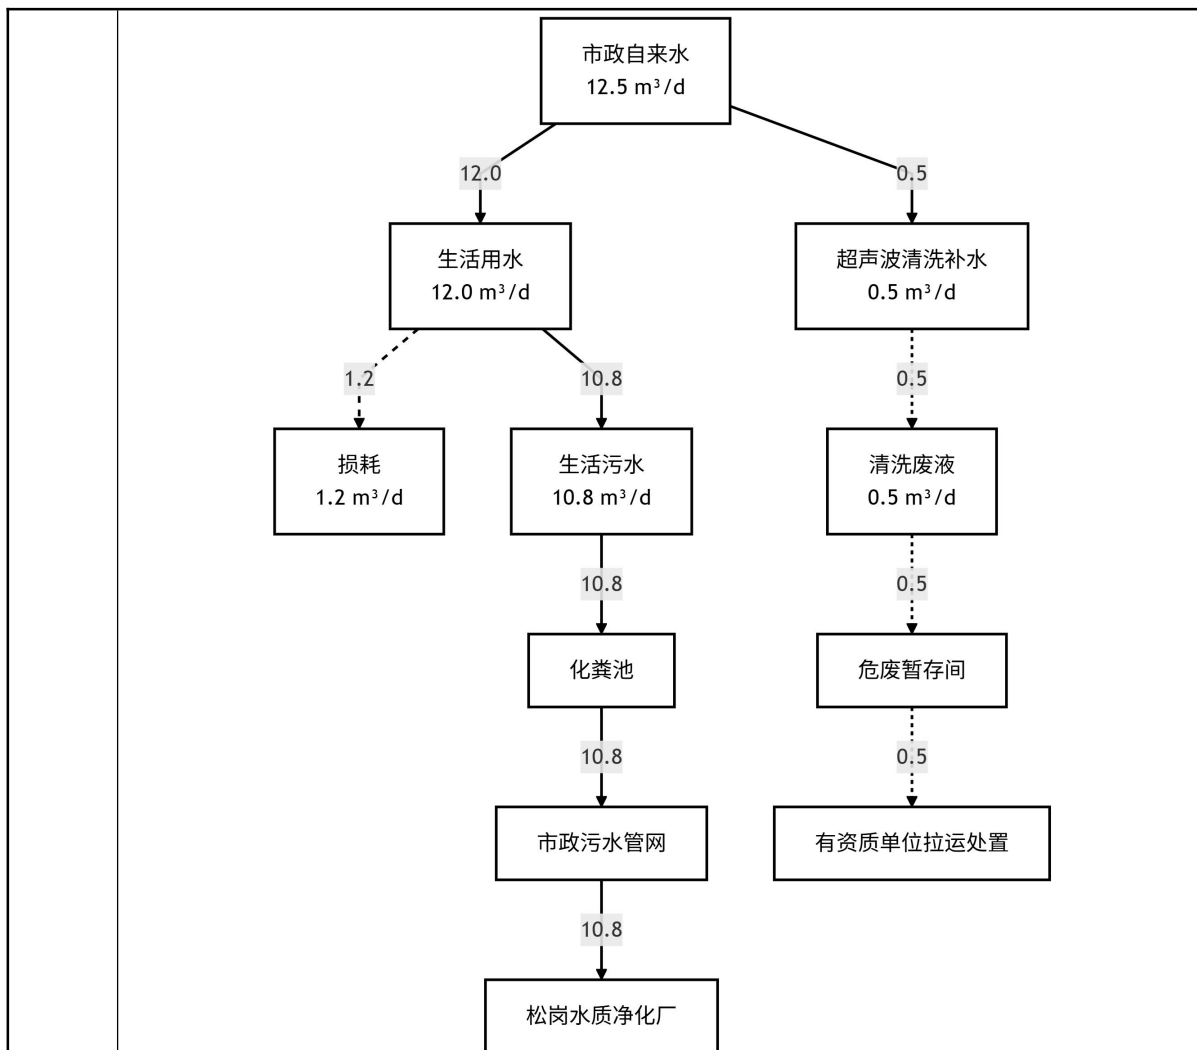 市政自来水
12.5 m³/d
12.0
0.5
生活用水
12.0 m³/d
超声波清洗补水
0.5 m³/d
1.2
10.8
0.5
损耗
1.2 m³/d
生活污水
10.8 m³/d
清洗废液
0.5 m³/d
10.8
0.5
化粪池
危废暂存间
10.8
0.5
市政污水管网
有资质单位拉运处置
10.8
松岗水质净化厂